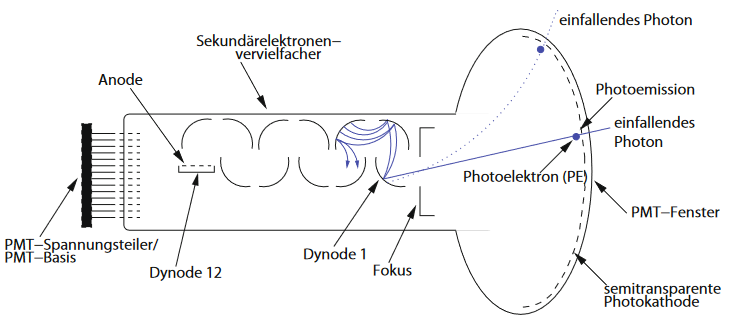 einfallendes Photon
Sekundärelektronen–
vervielfacher
Anode
Photoemission
einfallendes
Photon
Photoelektron (PE)
PMT–Fenster
PMT–Spannungsteiler/
PMT–Basis
Dynode 12
Dynode 1
Fokus
semitransparente
Photokathode